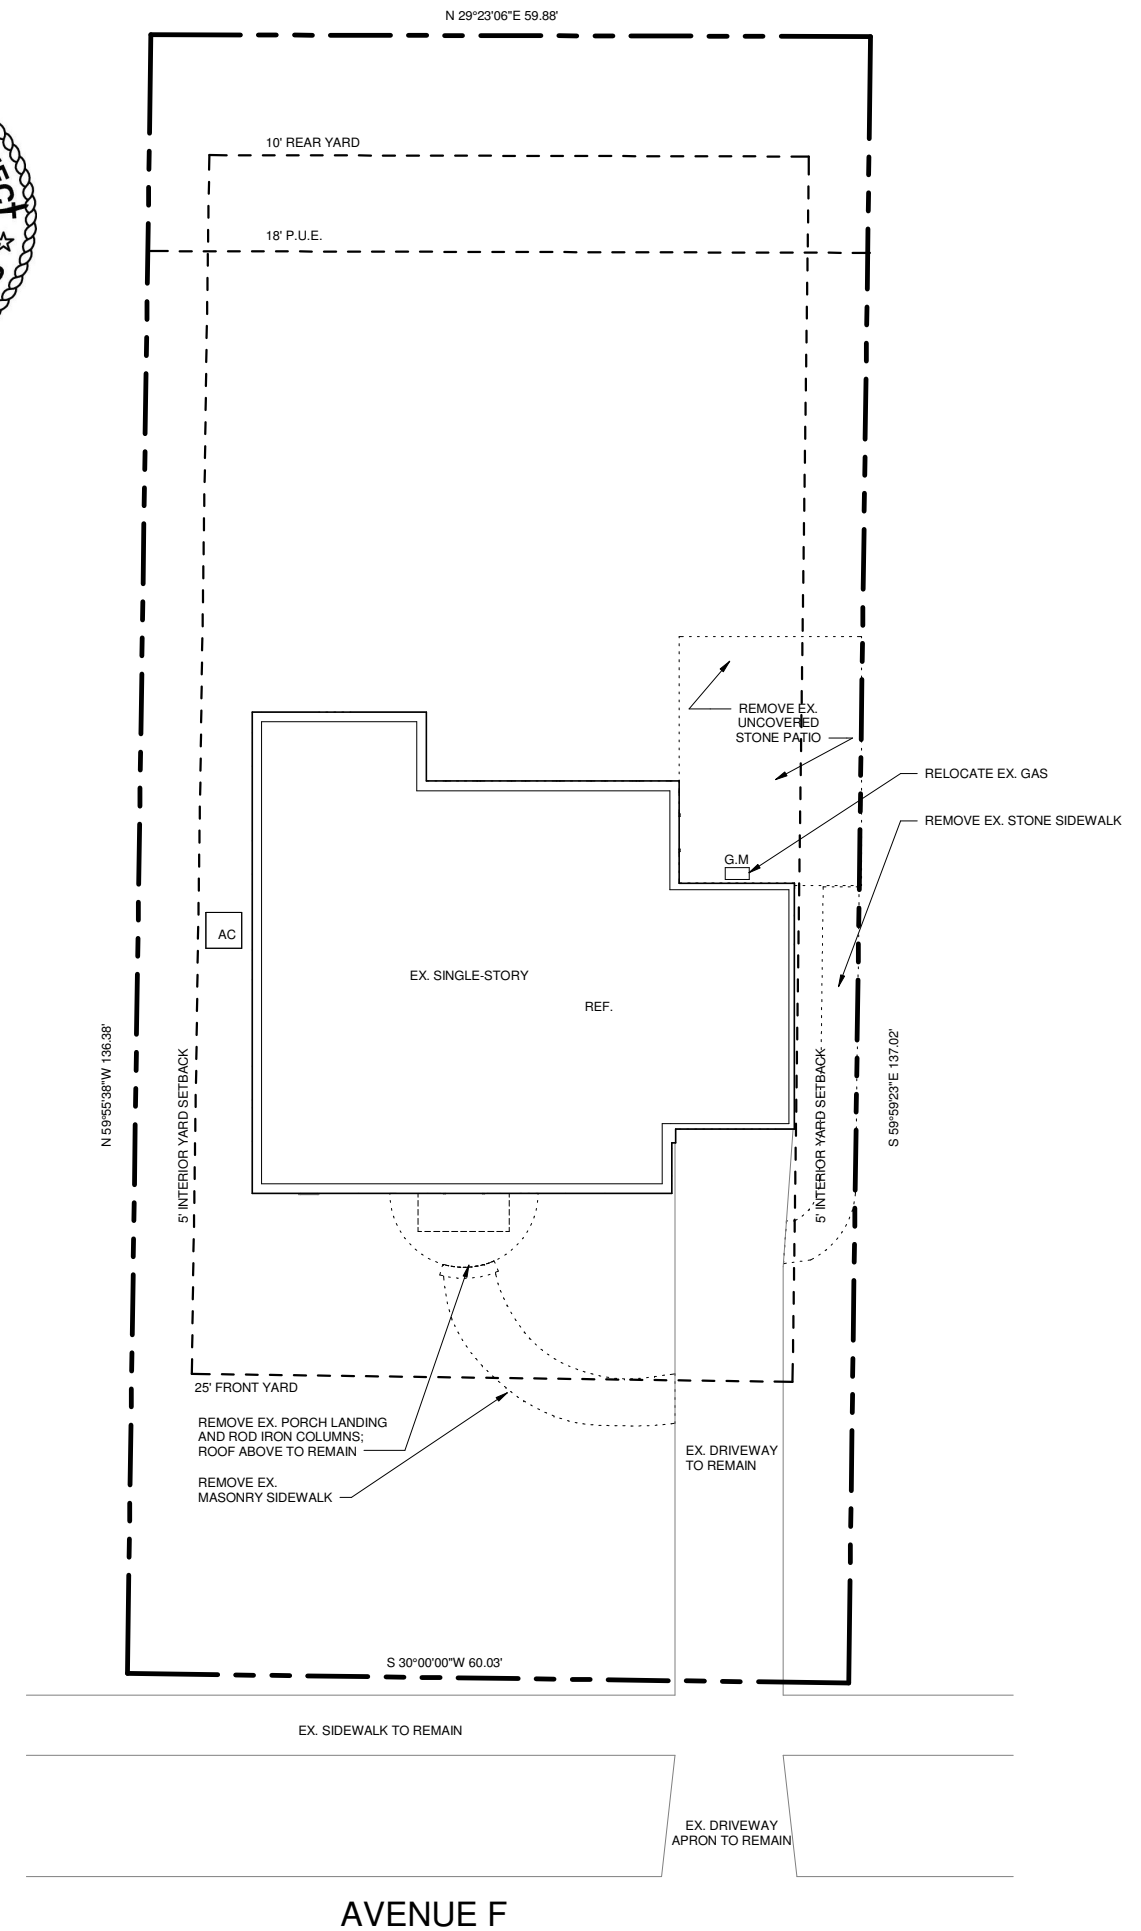 N 29°23'06"E 59.88'
10' REAR YARD
18' P.U.E.
REMOVE EX.
UNCOVERED
STONE PATIO
RELOCATE EX. GAS
REMOVE EX. STONE SIDEWALK
G.M
AC
EX. SINGLE-STORY
REF.
N 59°55'38"W 136.38'
5' INTERIOR YARD SETBACK
5' INTERIOR YARD SETBACK
S 59°59'23"E 137.02'
25' FRONT YARD
REMOVE EX. PORCH LANDING
AND ROD IRON COLUMNS;
ROOF ABOVE TO REMAIN
REMOVE EX.
MASONRY SIDEWALK
EX. DRIVEWAY
TO REMAIN
S 30°00'00"W 60.03'
EX. SIDEWALK TO REMAIN
EX. DRIVEWAY
APRON TO REMAIN
AVENUE F